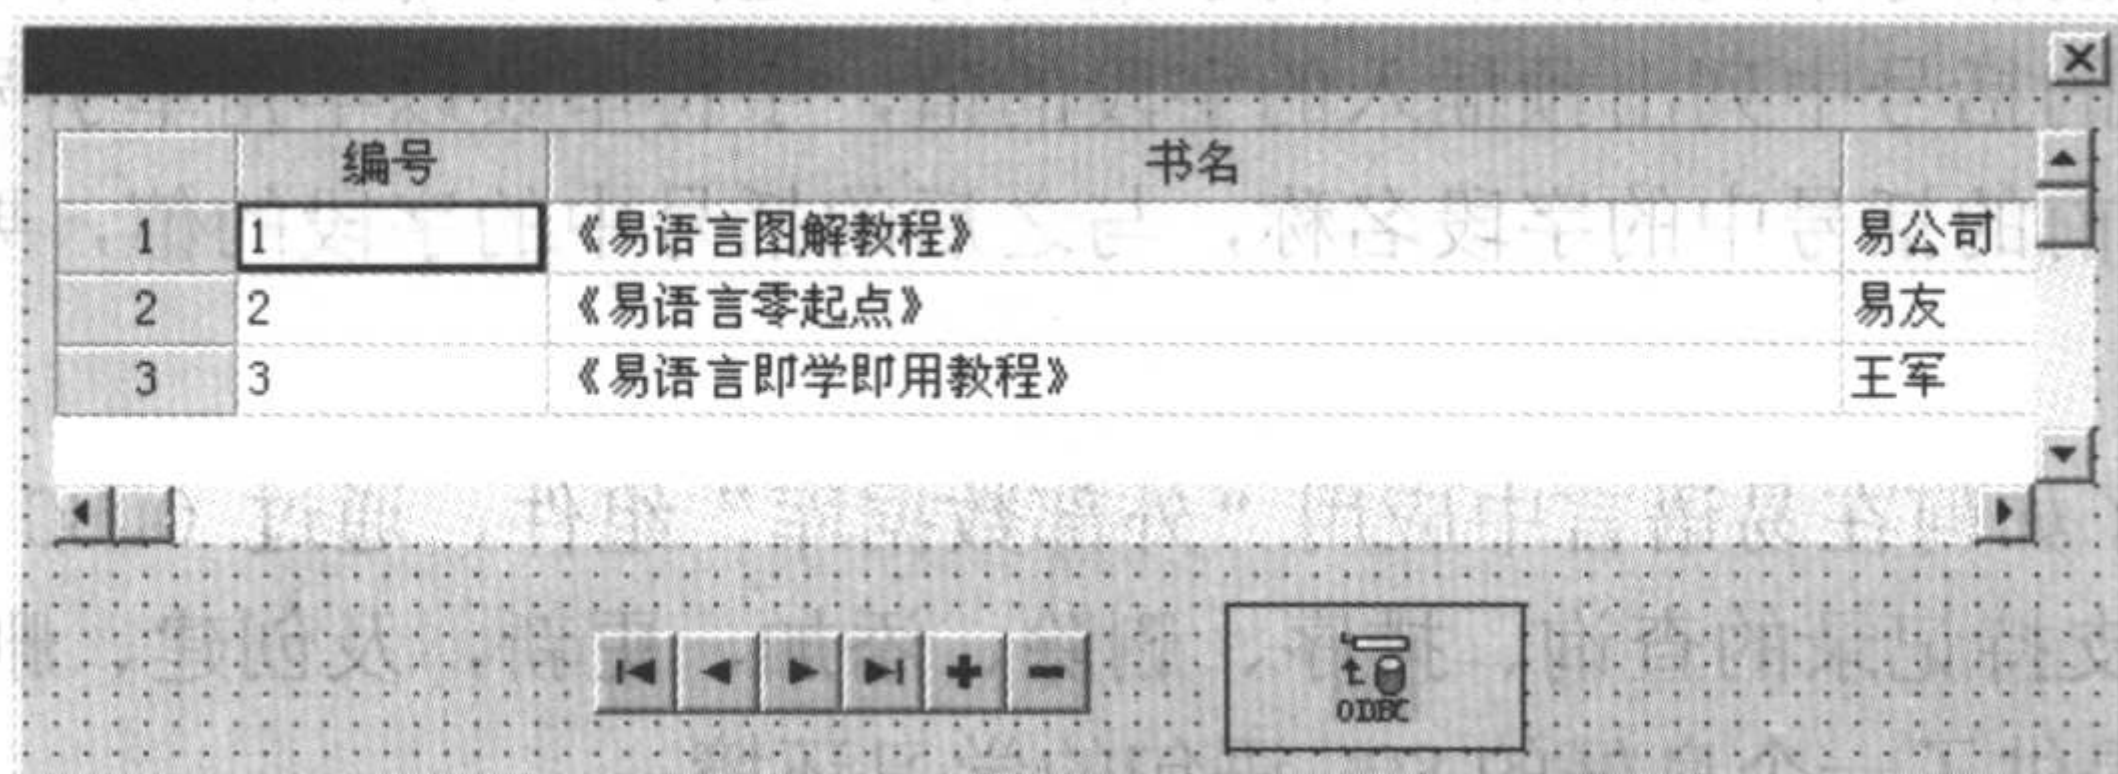 编号 书名
1 1 《易语言图解教程》 易公司
2 2 《易语言零起点》 易友
3 3 《易语言即学即用教程》 王军
ODBC